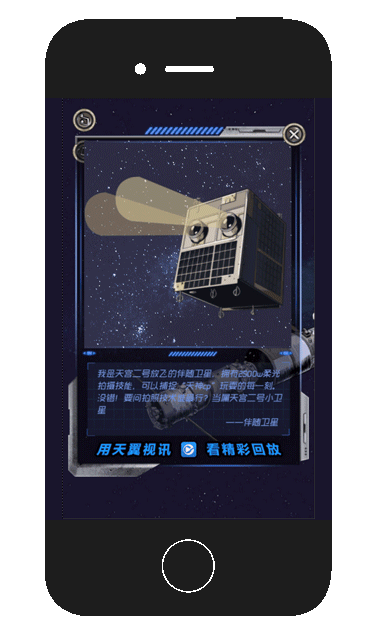 我是天宫二号放飞的伴随卫星，拥有2500w柔光
拍摄技能，可以捕捉“天神cp”玩耍的每一刻，
没错！要问拍照技术哪家行？当属天宫二号小卫
星
——伴随卫星
用天翼视讯 看精彩回放